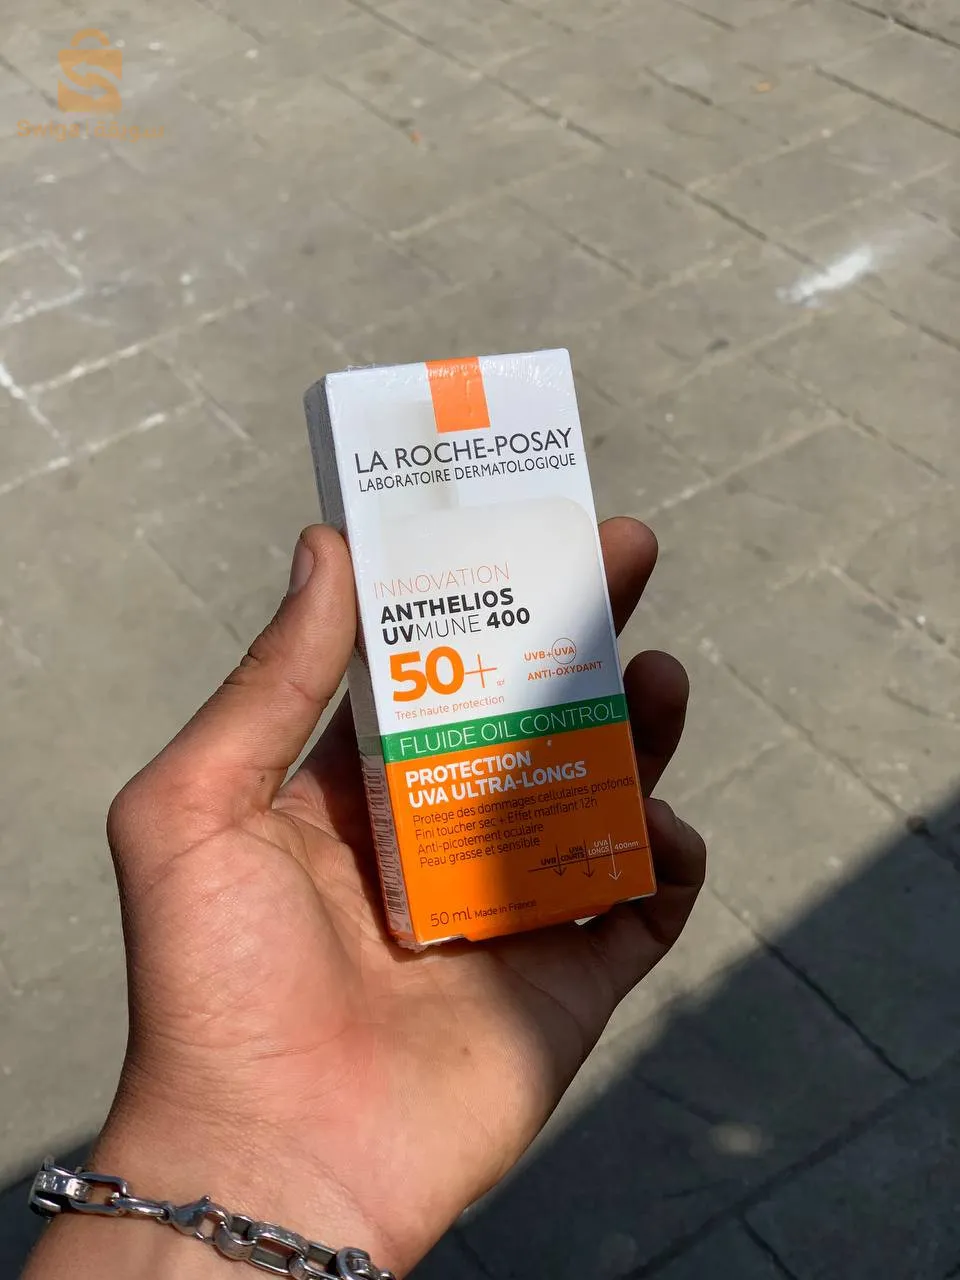 LA ROCHE-POSAY
LABORATOIRE DERMATOLOGIQUE
INNOVATION
ANTHELIOS
UVMUNE 400
50+
UVB+UVA
ANTI-OXYDANT
Très haute protection
FLUIDE OIL CONTROL
PROTECTION
UVA ULTRA-LONGS
Protège des dommages cellulaires profonds
Fini toucher sec + Effet matifiant 12h
Anti-picotement oculaire
Peau grasse et sensible
UVB
UVA
COURTS
UVA
LONGS
400nm
50 ml Made in France